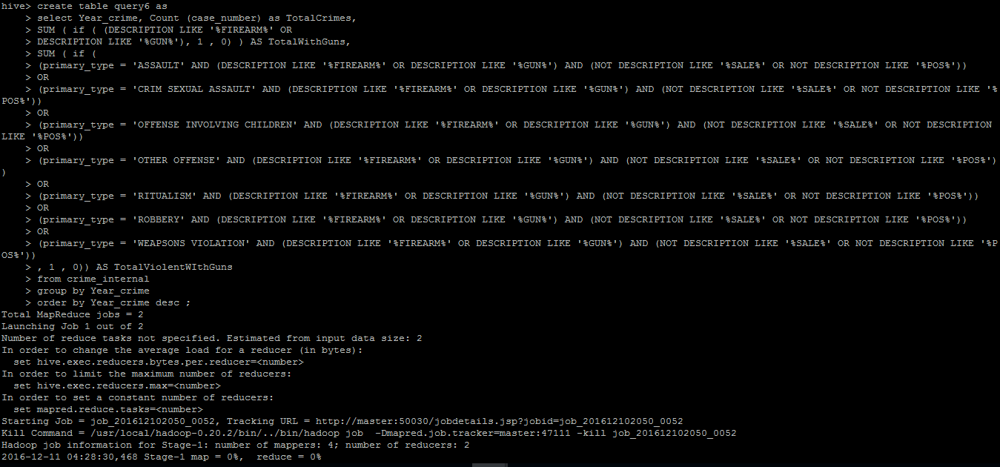 hive> create table query6 as
    > select Year_crime, Count (case_number) as TotalCrimes,
    > SUM ( if ( (DESCRIPTION LIKE '%FIREARM%' OR
    > DESCRIPTION LIKE '%GUN%'), 1 , 0) ) AS TotalWithGuns,
    > SUM ( if (
    > (primary_type = 'ASSAULT' AND (DESCRIPTION LIKE '%FIREARM%' OR DESCRIPTION LIKE '%GUN%') AND (NOT DESCRIPTION LIKE '%SALE%' OR NOT DESCRIPTION LIKE '%POS%'))
    > OR
    > (primary_type = 'CRIM SEXUAL ASSAULT' AND (DESCRIPTION LIKE '%FIREARM%' OR DESCRIPTION LIKE '%GUN%') AND (NOT DESCRIPTION LIKE '%SALE%' OR NOT DESCRIPTION LIKE '%
POS%'))
    > OR
    > (primary_type = 'OFFENSE INVOLVING CHILDREN' AND (DESCRIPTION LIKE '%FIREARM%' OR DESCRIPTION LIKE '%GUN%') AND (NOT DESCRIPTION LIKE '%SALE%' OR NOT DESCRIPTION
LIKE '%POS%'))
    > OR
    > (primary_type = 'OTHER OFFENSE' AND (DESCRIPTION LIKE '%FIREARM%' OR DESCRIPTION LIKE '%GUN%') AND (NOT DESCRIPTION LIKE '%SALE%' OR NOT DESCRIPTION LIKE '%POS%')
)
    > OR
    > (primary_type = 'RITUALISM' AND (DESCRIPTION LIKE '%FIREARM%' OR DESCRIPTION LIKE '%GUN%') AND (NOT DESCRIPTION LIKE '%SALE%' OR NOT DESCRIPTION LIKE '%POS%'))
    > OR
    > (primary_type = 'ROBBERY' AND (DESCRIPTION LIKE '%FIREARM%' OR DESCRIPTION LIKE '%GUN%') AND (NOT DESCRIPTION LIKE '%SALE%' OR NOT DESCRIPTION LIKE '%POS%'))
    > OR
    > (primary_type = 'WEAPSONS VIOLATION' AND (DESCRIPTION LIKE '%FIREARM%' OR DESCRIPTION LIKE '%GUN%') AND (NOT DESCRIPTION LIKE '%SALE%' OR NOT DESCRIPTION LIKE '%P
OS%'))
    > , 1 , 0)) AS TotalViolentWIthGuns
    > from crime_internal
    > group by Year_crime
    > order by Year_crime desc ;
Total MapReduce jobs = 2
Launching Job 1 out of 2
Number of reduce tasks not specified. Estimated from input data size: 2
In order to change the average load for a reducer (in bytes):
  set hive.exec.reducers.bytes.per.reducer=<number>
In order to limit the maximum number of reducers:
  set hive.exec.reducers.max=<number>
In order to set a constant number of reducers:
  set mapred.reduce.tasks=<number>
Starting Job = job_201612102050_0052, Tracking URL = http://master:50030/jobdetails.jsp?jobid=job_201612102050_0052
Kill Command = /usr/local/hadoop-0.20.2/bin/../bin/hadoop job  -Dmapred.job.tracker=master:47111 -kill job_201612102050_0052
Hadoop job information for Stage-1: number of mappers: 4; number of reducers: 2
2016-12-11 04:28:30,468 Stage-1 map = 0%,  reduce = 0%